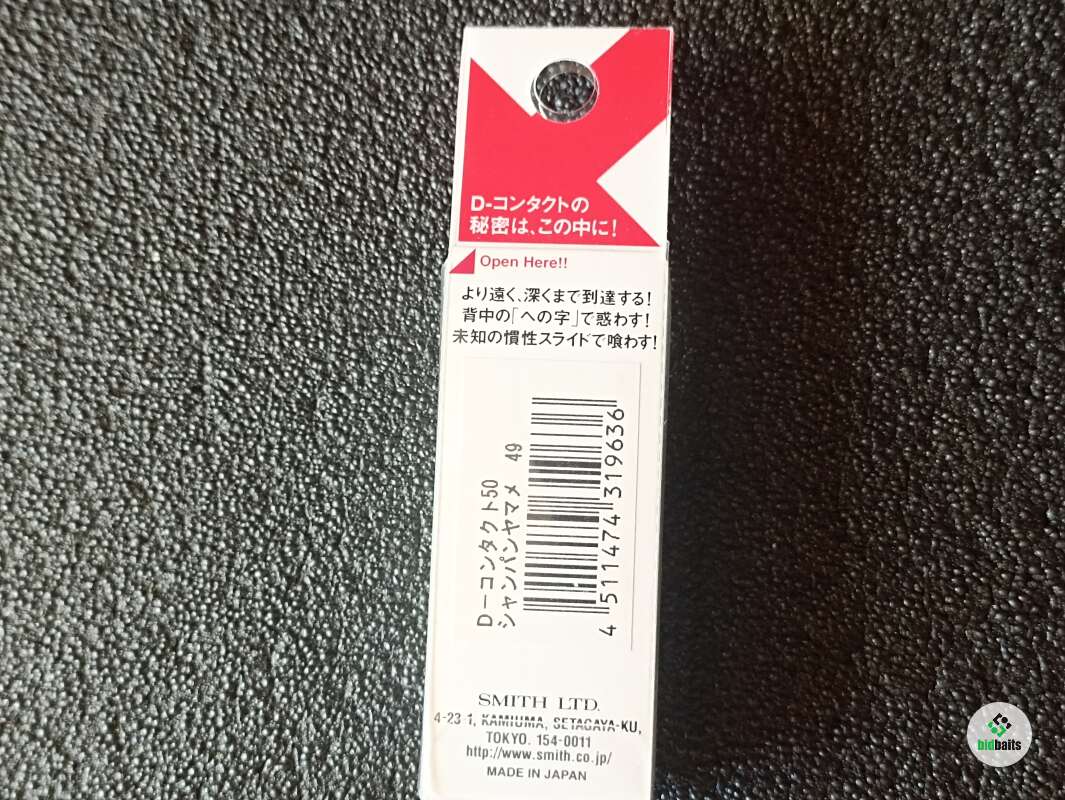 D-コンタクトの
秘密は、この中に!
Open Here!!
より遠く、深くまで到達する!
背中の「への字」で惑わす!
未知の慣性スライドで喰わす!
D-コンタクト50
シャンパンヤマメ 49
4 511474 319636
SMITH LTD.
4-23-1, KAMIUMA, SETAGAYA-KU,
TOKYO. 154-0011
http://www.smith.co.jp/
MADE IN JAPAN
bidbaits